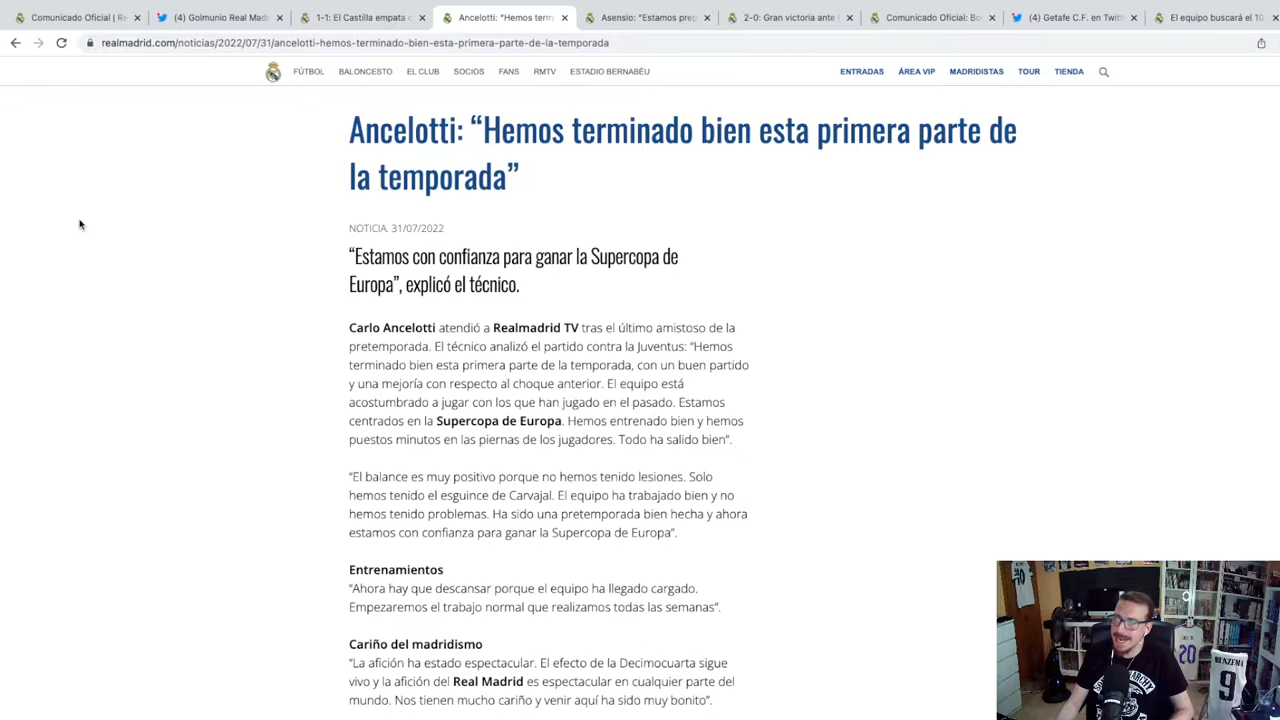 Comunicado Oficial | Re
(4) Golmunio Real Mad
1-1: El Castilla empata c
Ancelotti: “Hemos term
Asensio: “Estamos prep
2-0: Gran victoria ante
Comunicado Oficial: Bo
(4) Getafe C.F. en Twitt
El equipo buscará el 10
realmadrid.com/noticias/2022/07/31/ancelotti-hemos-terminado-bien-esta-primera-parte-de-la-temporada
FÚTBOL BALONCESTO EL CLUB SOCIOS FANS RMTV ESTADIO BERNABÉU ENTRADAS ÁREA VIP MADRIDISTAS TOUR TIENDA
Ancelotti: “Hemos terminado bien esta primera parte de
la temporada”
NOTICIA. 31/07/2022
“Estamos con confianza para ganar la Supercopa de
Europa”, explicó el técnico.
Carlo Ancelotti atendió a Realmadrid TV tras el último amistoso de la
pretemporada. El técnico analizó el partido contra la Juventus: “Hemos
terminado bien esta primera parte de la temporada, con un buen partido
y una mejoría con respecto al choque anterior. El equipo está
acostumbrado a jugar con los que han jugado en el pasado. Estamos
centrados en la Supercopa de Europa. Hemos entrenado bien y hemos
puestos minutos en las piernas de los jugadores. Todo ha salido bien”.
“El balance es muy positivo porque no hemos tenido lesiones. Solo
hemos tenido el esguince de Carvajal. El equipo ha trabajado bien y no
hemos tenido problemas. Ha sido una pretemporada bien hecha y ahora
estamos con confianza para ganar la Supercopa de Europa”.
Entrenamientos
“Ahora hay que descansar porque el equipo ha llegado cargado.
Empezaremos el trabajo normal que realizamos todas las semanas”.
Cariño del madridismo
“La afición ha estado espectacular. El efecto de la Decimocuarta sigue
vivo y la afición del Real Madrid es espectacular en cualquier parte del
mundo. Nos tienen mucho cariño y venir aquí ha sido muy bonito”.
20
BENZEMA
9